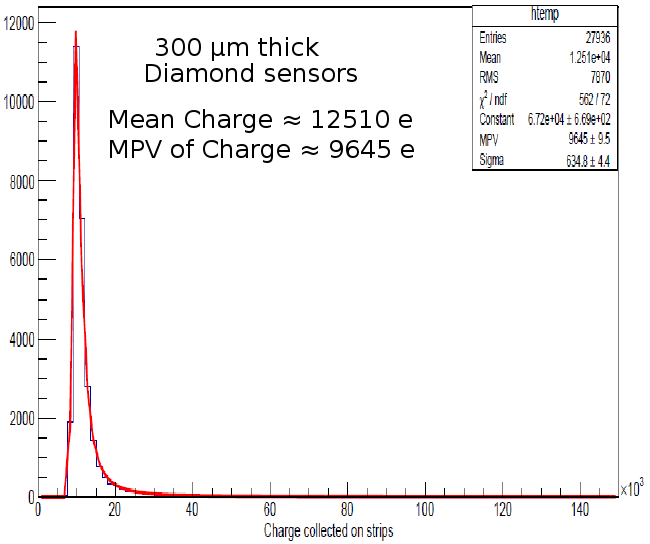 300 µm thick
Diamond sensors
Mean Charge ≈ 12510 e
MPV of Charge ≈ 9645 e
htemp
Entries 27936
Mean 1.251e+04
RMS 7870
χ² / ndf 562 / 72
Constant 6.72e+04 ± 6.69e+02
MPV 9645 ± 9.5
Sigma 634.8 ± 4.4
12000
10000
8000
6000
4000
2000
0
0 20 40 60 80 100 120 140
×10³
Charge collected on strips